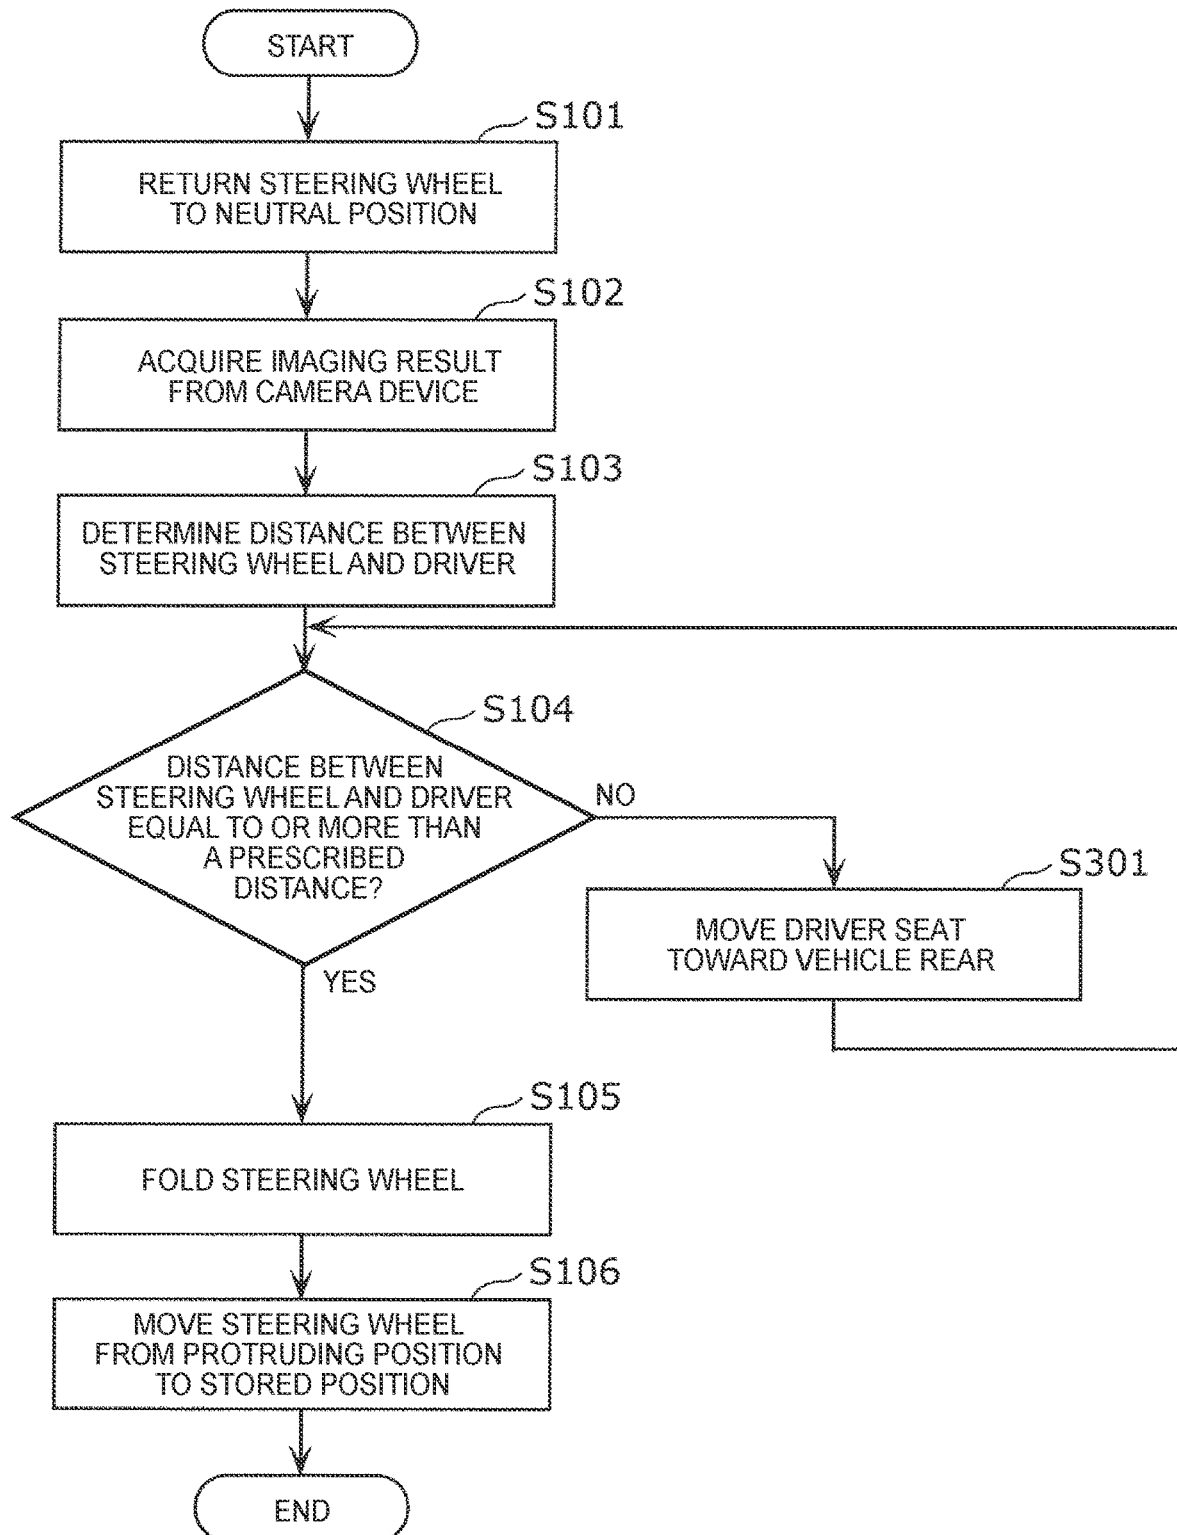 START
S101
RETURN STEERING WHEEL
TO NEUTRAL POSITION
S102
ACQUIRE IMAGING RESULT
FROM CAMERA DEVICE
S103
DETERMINE DISTANCE BETWEEN
STEERING WHEEL AND DRIVER
S104
DISTANCE BETWEEN
STEERING WHEEL AND DRIVER
EQUAL TO OR MORE THAN
A PRESCRIBED
DISTANCE?
NO
YES
S301
MOVE DRIVER SEAT
TOWARD VEHICLE REAR
S105
FOLD STEERING WHEEL
S106
MOVE STEERING WHEEL
FROM PROTRUDING POSITION
TO STORED POSITION
END